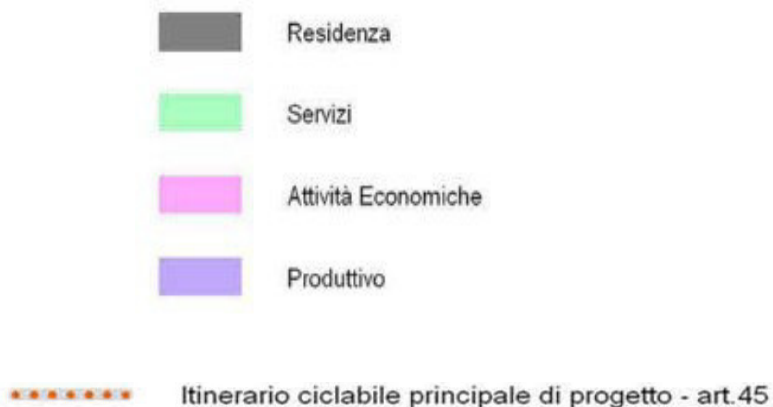 Residenza
Servizi
Attività Economiche
Produttivo
Itinerario ciclabile principale di progetto - art.45